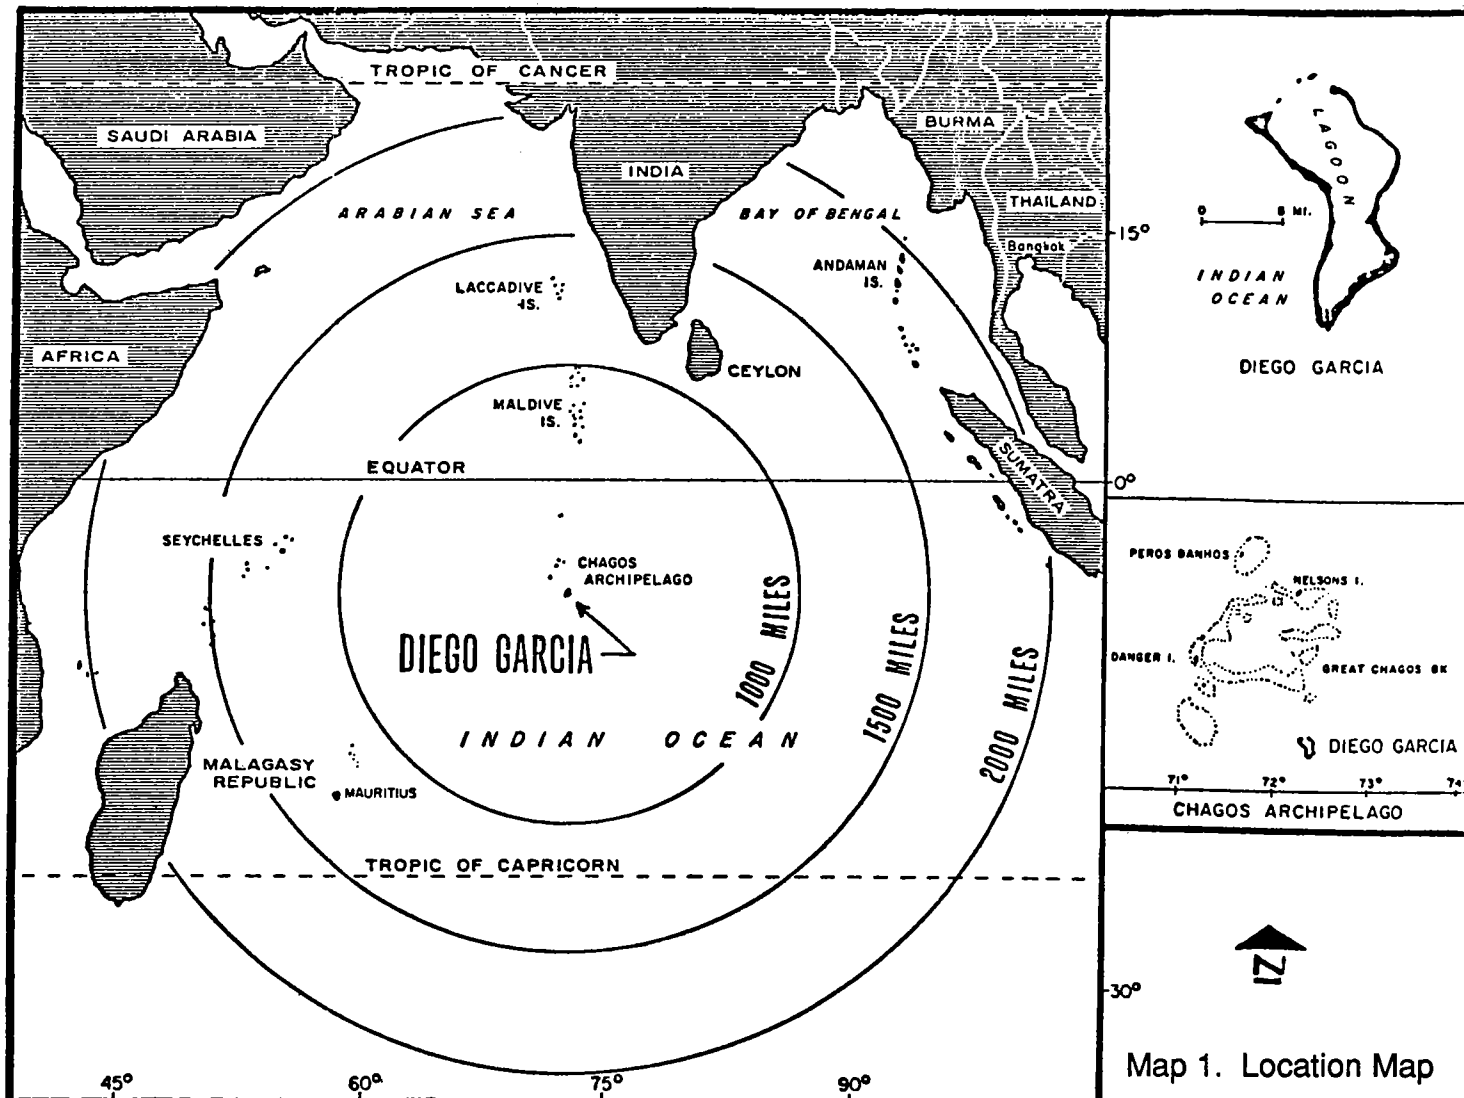 TROPIC OF CANCER
SAUDI ARABIA
BURMA
INDIA
ARABIAN SEA
BAY OF BENGAL
THAILAND
15°
Bangkok
ANDAMAN
IS.
LACCADIVE
IS.
AFRICA
CEYLON
MALDIVE
IS.
EQUATOR
SUMATRA
0°
SEYCHELLES
CHAGOS
ARCHIPELAGO
DIEGO GARCIA
1000 MILES
1500 MILES
2000 MILES
INDIAN OCEAN
MALAGASY
REPUBLIC
MAURITIUS
TROPIC OF CAPRICORN
30°
45°
60°
75°
90°
LAGOON
0 8 MI.
INDIAN
OCEAN
DIEGO GARCIA
PEROS BANHOS
NELSONS I.
DANGER I.
GREAT CHAGOS BK
DIEGO GARCIA
71° 72° 73° 74°
CHAGOS ARCHIPELAGO
N
Map 1. Location Map